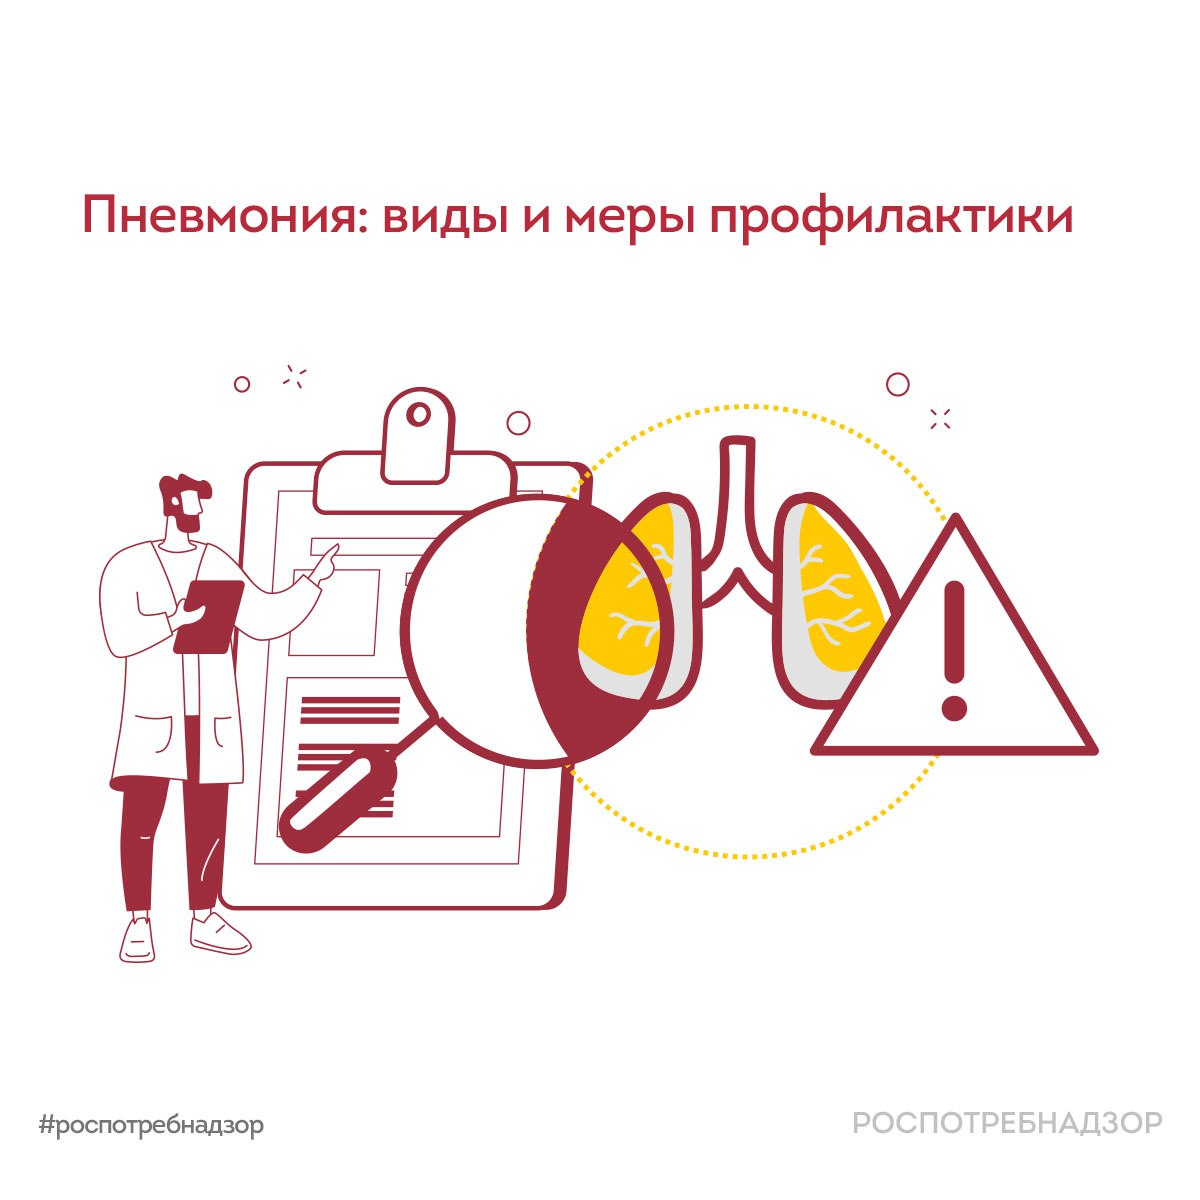 Пневмония: виды и меры профилактики
#роспотребнадзор
РОСПОТРЕБНАДЗОР